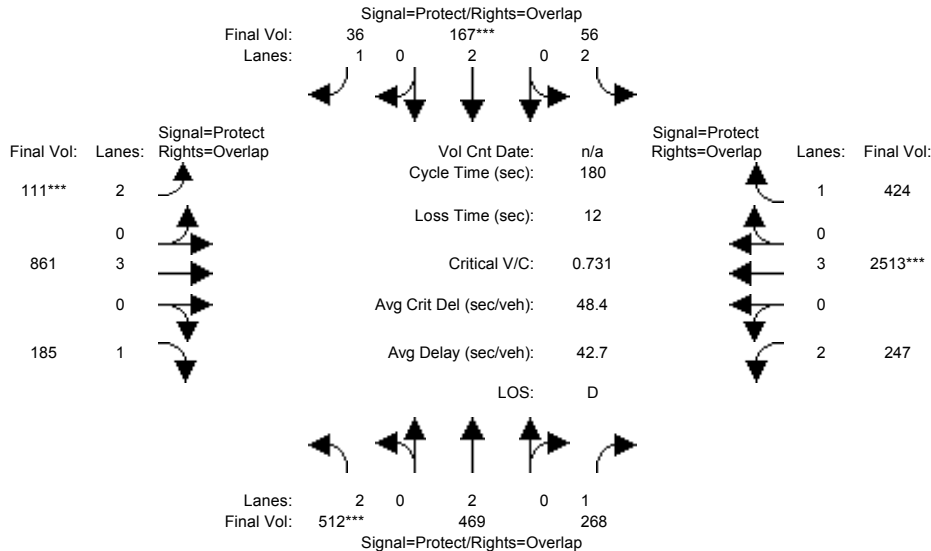 Signal=Protect/Rights=Overlap
Final Vol: 36 167*** 56
Lanes: 1 0 2 0 2
Signal=Protect Signal=Protect
Final Vol: Lanes: Rights=Overlap Vol Cnt Date: n/a Rights=Overlap Lanes: Final Vol:
Cycle Time (sec): 180
111*** 2 1 424
Loss Time (sec): 12
0 0
861 3 Critical V/C: 0.731 3 2513***
0 Avg Crit Del (sec/veh): 48.4 0
185 1 Avg Delay (sec/veh): 42.7 2 247
LOS: D
Lanes: 2 0 2 0 1
Final Vol: 512*** 469 268
Signal=Protect/Rights=Overlap